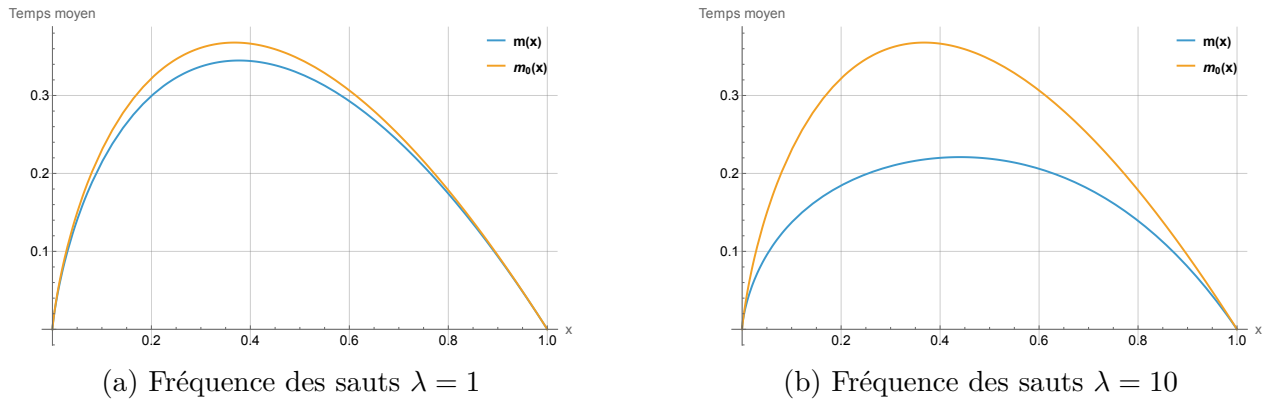 Temps moyen
m(x)
m₀(x)
0.3
0.2
0.1
0.2 0.4 0.6 0.8 1.0 x
(a) Fréquence des sauts λ = 1
Temps moyen
m(x)
m₀(x)
0.3
0.2
0.1
0.2 0.4 0.6 0.8 1.0 x
(b) Fréquence des sauts λ = 10